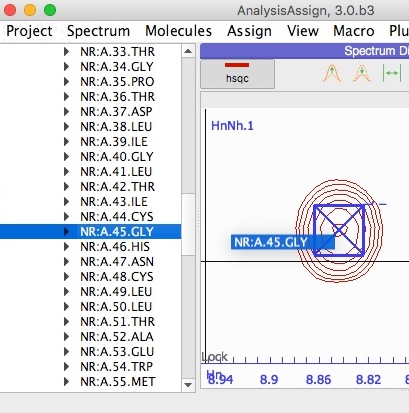 AnalysisAssign, 3.0.b3
Project Spectrum Molecules Assign View Macro Plu
NR:A.33.THR
NR:A.34.GLY
NR:A.35.PRO
NR:A.36.THR
NR:A.37.ASP
NR:A.38.LEU
NR:A.39.ILE
NR:A.40.GLY
NR:A.41.LEU
NR:A.42.THR
NR:A.43.ILE
NR:A.44.CYS
NR:A.45.GLY
NR:A.46.HIS
NR:A.47.ASN
NR:A.48.CYS
NR:A.49.LEU
NR:A.50.LEU
NR:A.51.THR
NR:A.52.ALA
NR:A.53.GLU
NR:A.54.TRP
NR:A.55.MET
Spectrum Di
hsqc
HnNh.1
NR:A.45.GLY
Lock
Hn
8.94 8.9 8.86 8.82 8.